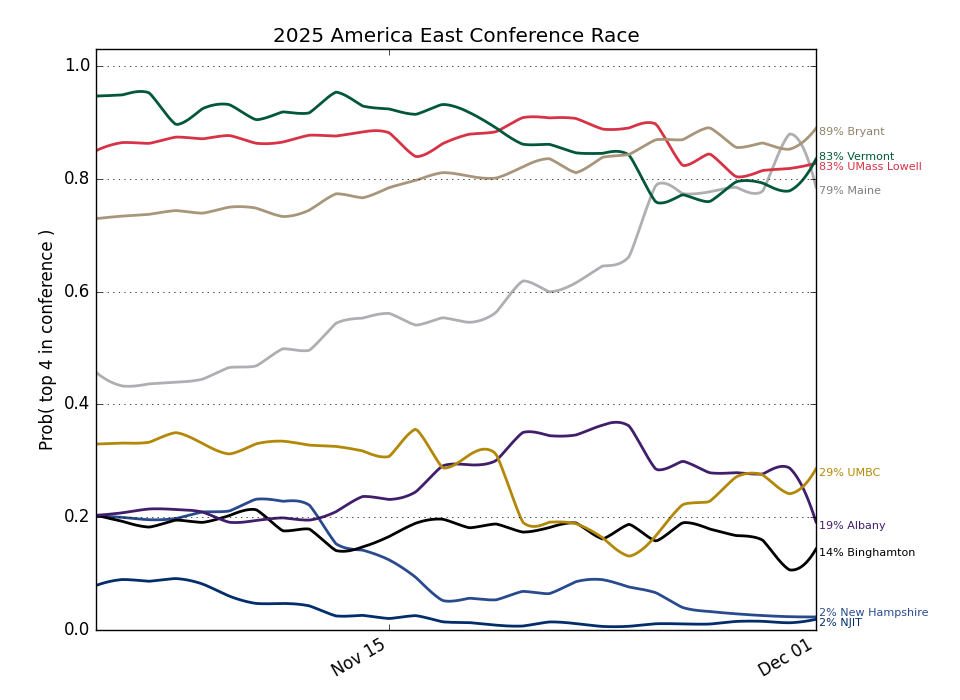 2025 America East Conference Race
Prob( top 4 in conference )
1.0
0.8
0.6
0.4
0.2
0.0
Nov 15
Dec 01
89% Bryant
83% Vermont
83% UMass Lowell
79% Maine
29% UMBC
19% Albany
14% Binghamton
2% New Hampshire
2% NJIT